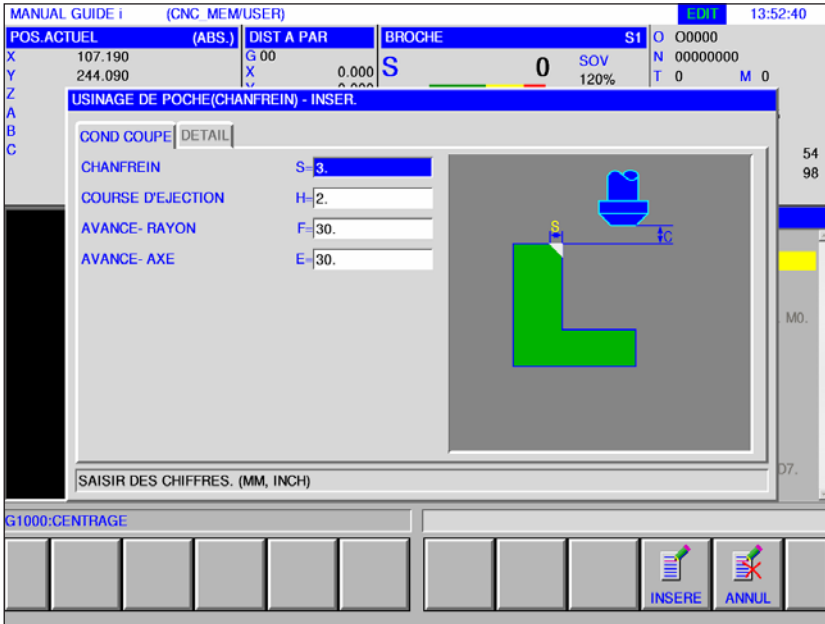 MANUAL GUIDE i (CNC_MEM/USER) EDIT 13:52:40
POS.ACTUEL (ABS.) DIST A PAR BROCHE S1 O O0000
X 107.190 G 00 N 00000000
Y 244.090 X 0.000 S 0 SOV 120% T 0 M 0
Z
A
B
C
54
98
USINAGE DE POCHE(CHANFREIN) - INSER.
COND COUPE DETAIL
CHANFREIN S=3.
COURSE D'EJECTION H=2.
AVANCE- RAYON F=30.
AVANCE- AXE E=30.
S
C
M0.
D7.
SAISIR DES CHIFFRES. (MM, INCH)
G1000:CENTRAGE
INSERE ANNUL